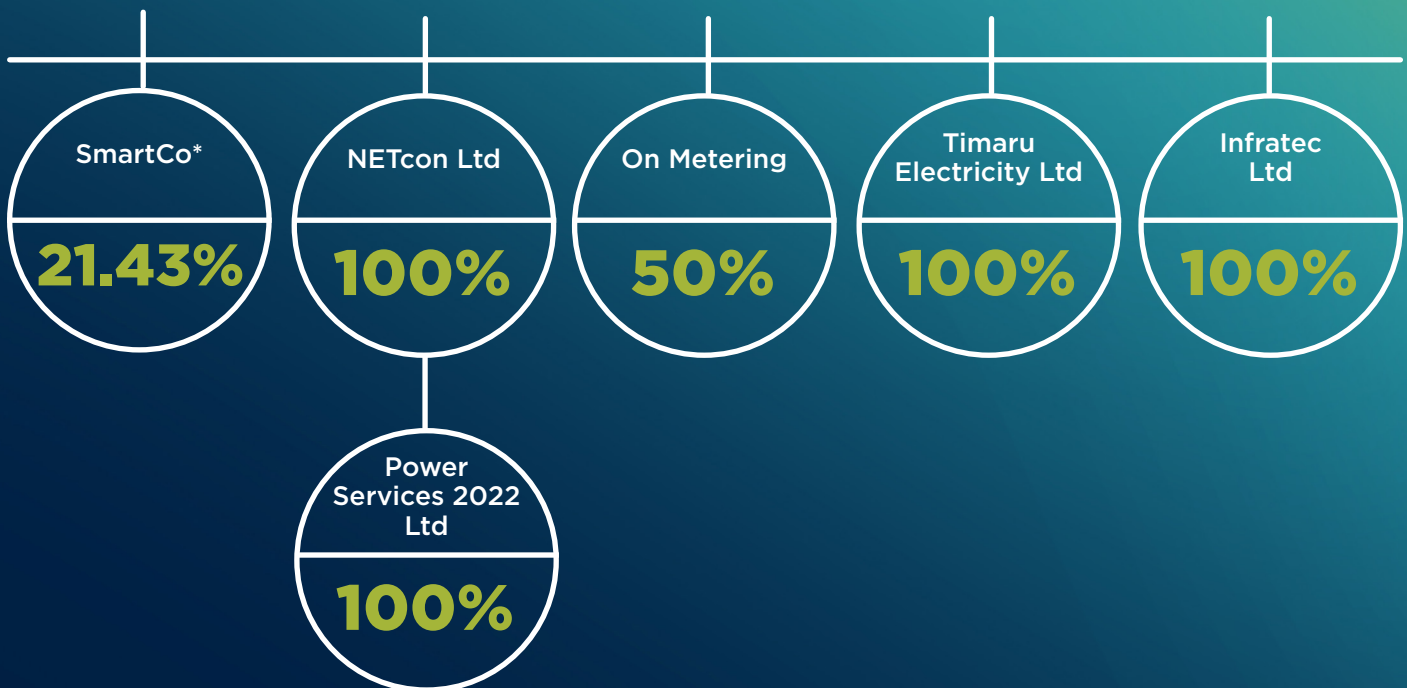 SmartCo*
21.43%
NETcon Ltd
100%
On Metering
50%
Timaru
Electricity Ltd
100%
Infratec
Ltd
100%
Power
Services 2022
Ltd
100%